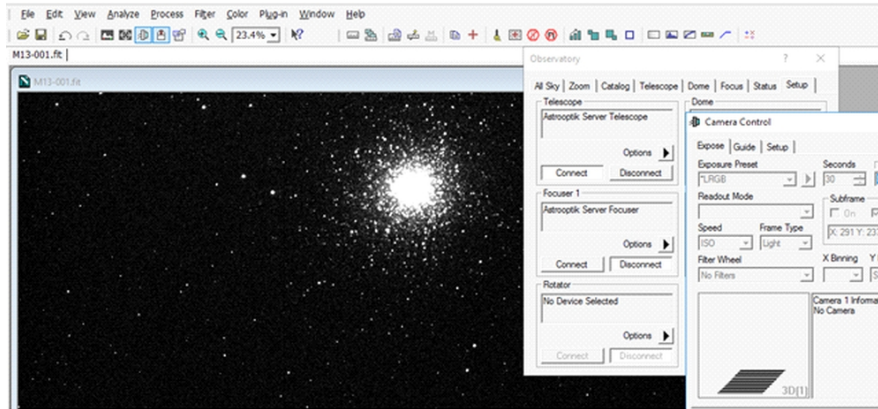 File Edit View Analyze Process Filter Color Plug-in Window Help
23.4%
M13-001.fit
M13-001.fit
Observatory ?
All Sky Zoom Catalog Telescope Dome Focus Status Setup
Telescope
Astrooptik Server Telescope
Options
Connect Disconnect
Focuser 1
Astrooptik Server Focuser
Options
Connect Disconnect
Rotator
No Device Selected
Options
Connect Disconnect
Dome
Camera Control
Expose Guide Setup
Exposure Preset Seconds
*LRGB 30
Readout Mode Subframe
On
Speed Frame Type X: 291 Y: 23
ISO Light
Filter Wheel X Binning Y
No Filters
Camera 1 Informa
No Camera
3D[1]